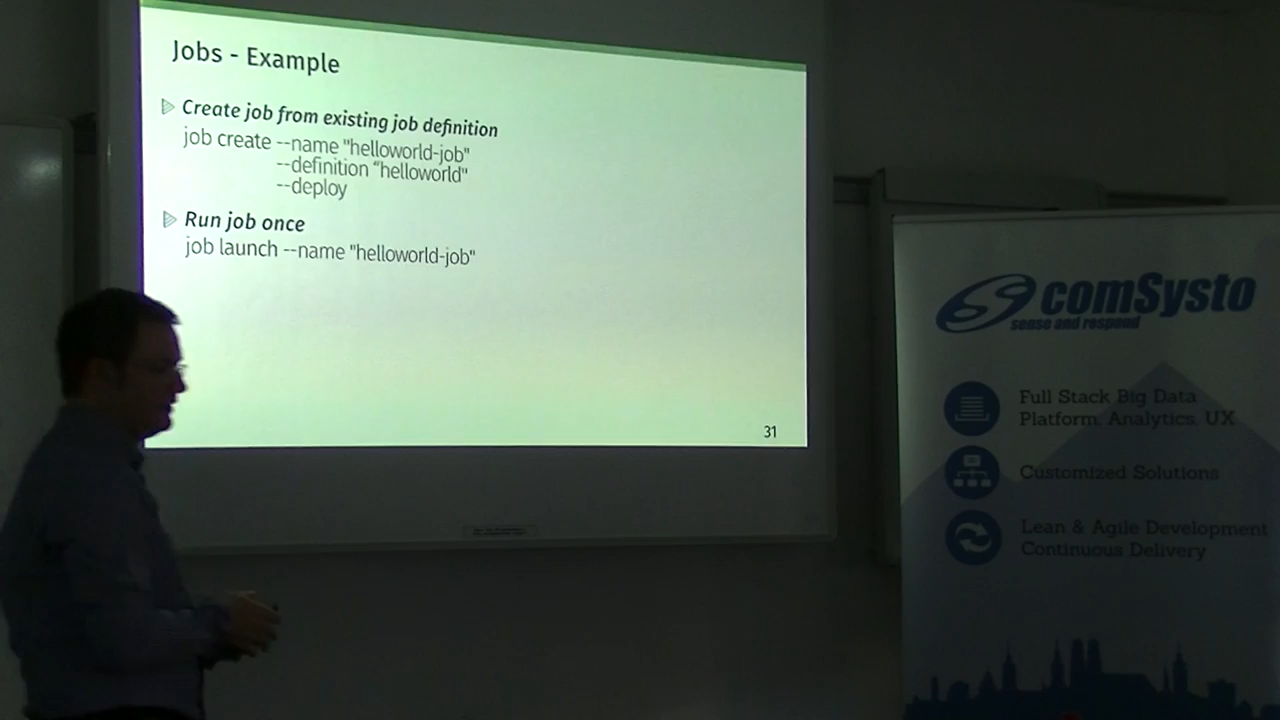 Jobs - Example
Create job from existing job definition
job create --name "helloworld-job"
--definition "helloworld"
--deploy
Run job once
job launch --name "helloworld-job"
31
comSysto
sense and respond
Full Stack Big Data
Platform, Analytics, UX
Customized Solutions
Lean & Agile Development
Continuous Delivery